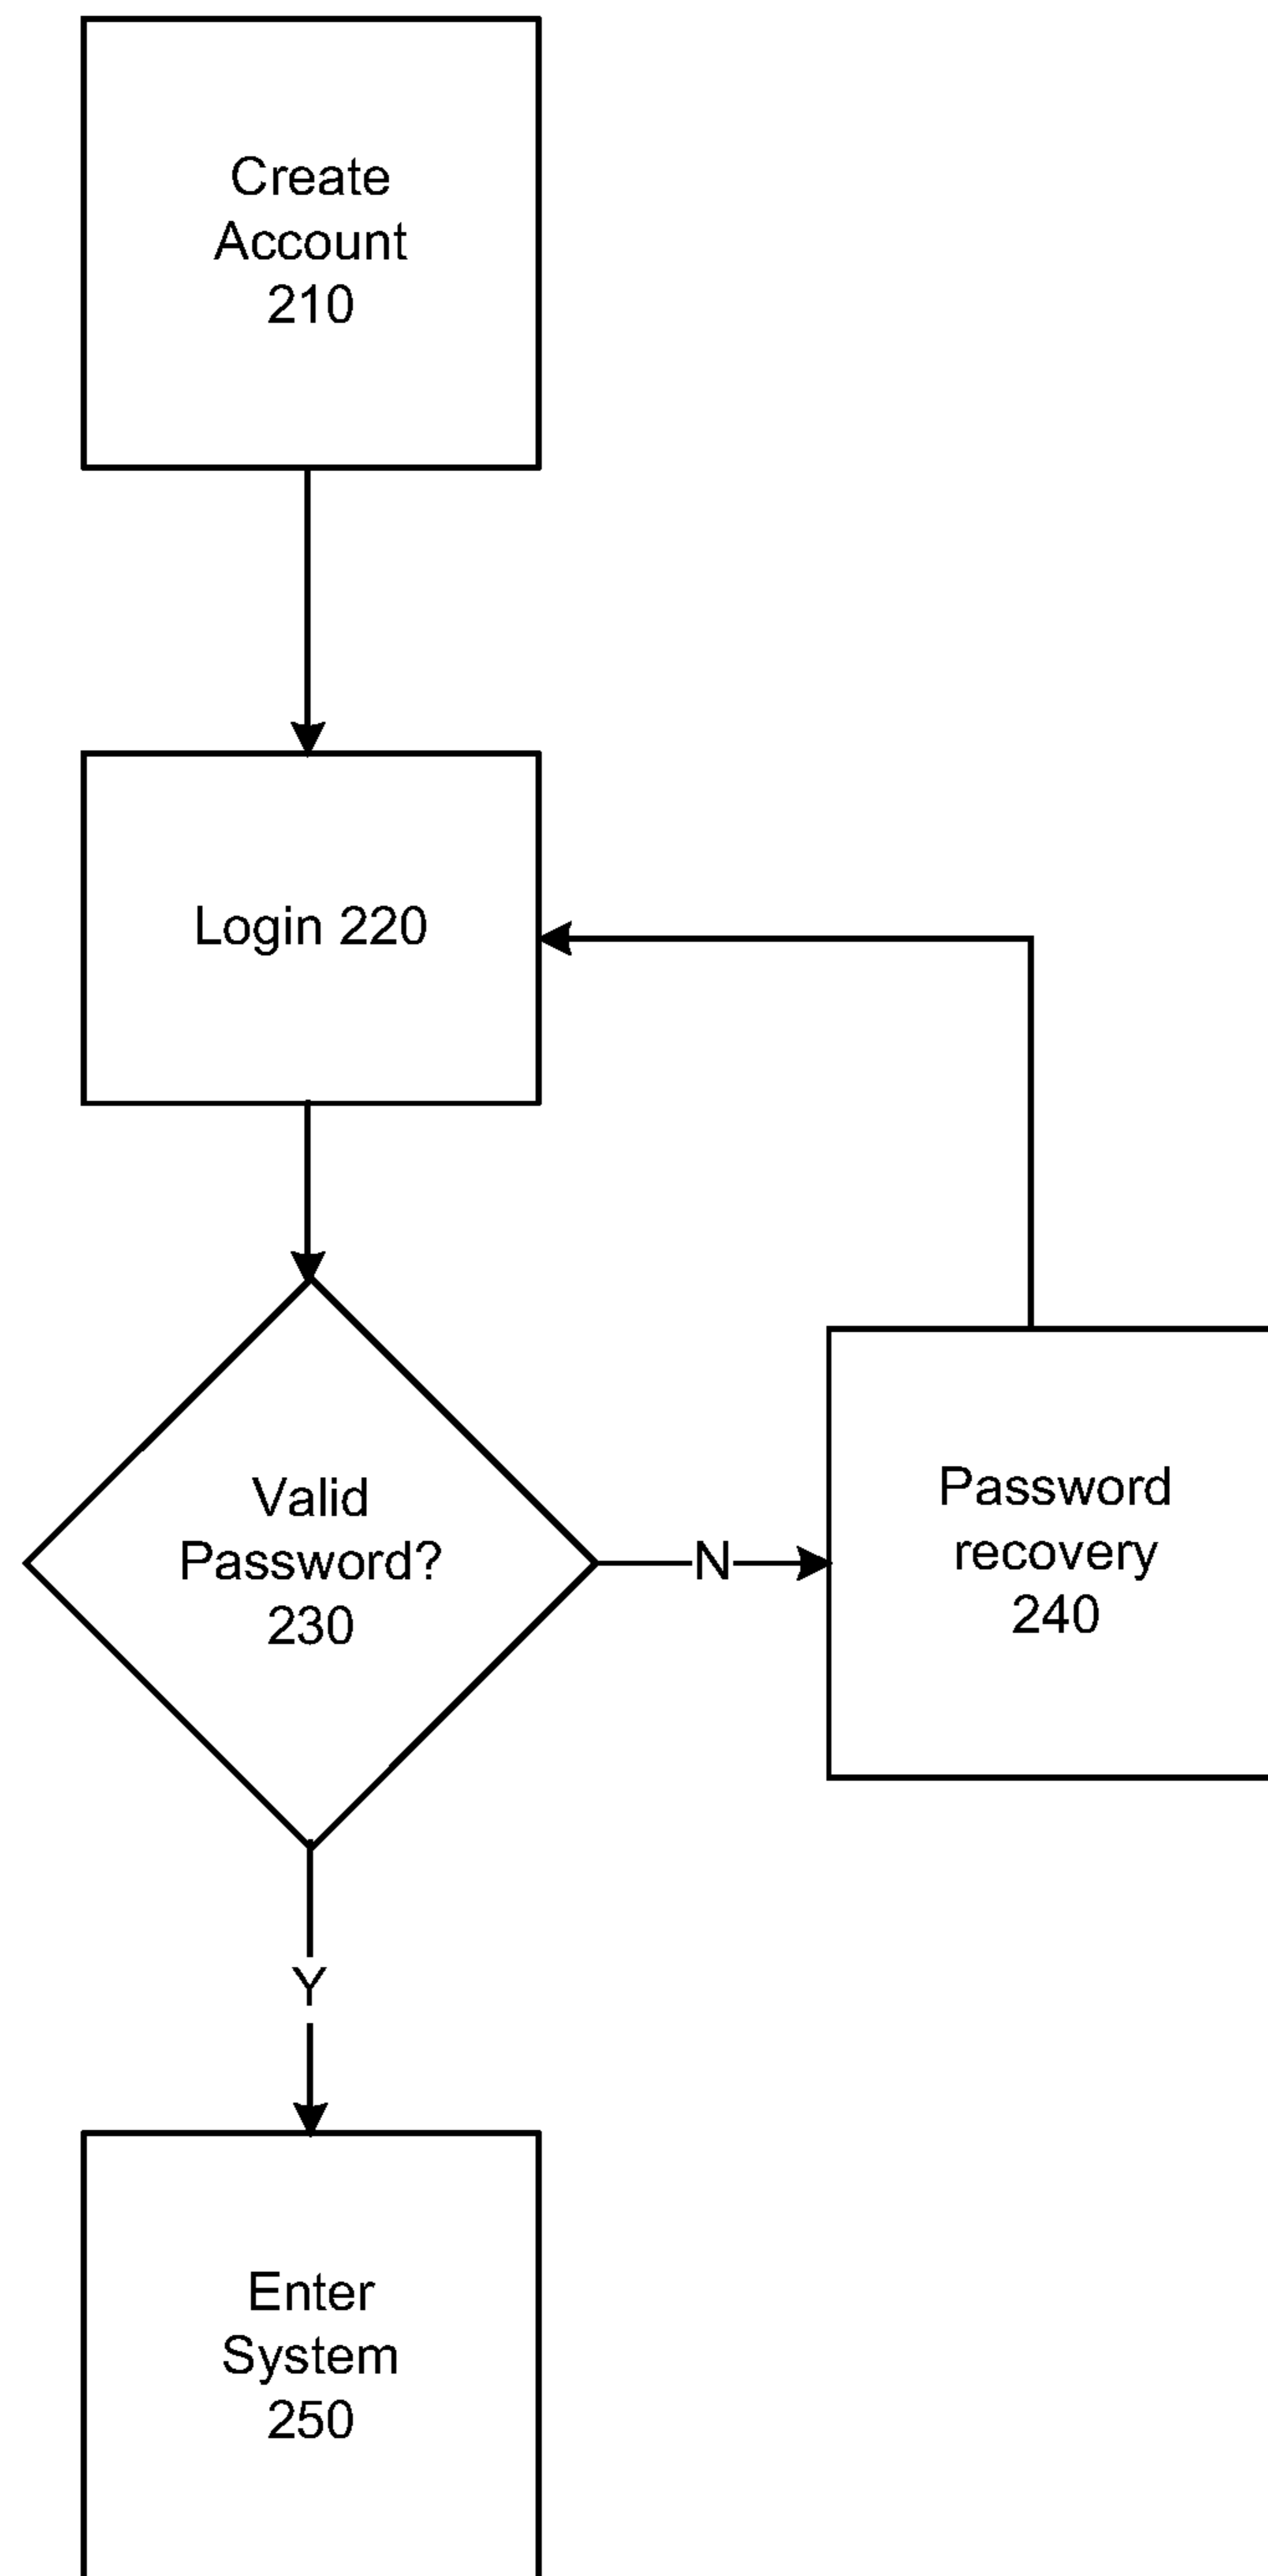 Create
Account
210
Login 220
Valid
Password?
230
N
Password
recovery
240
Y
Enter
System
250